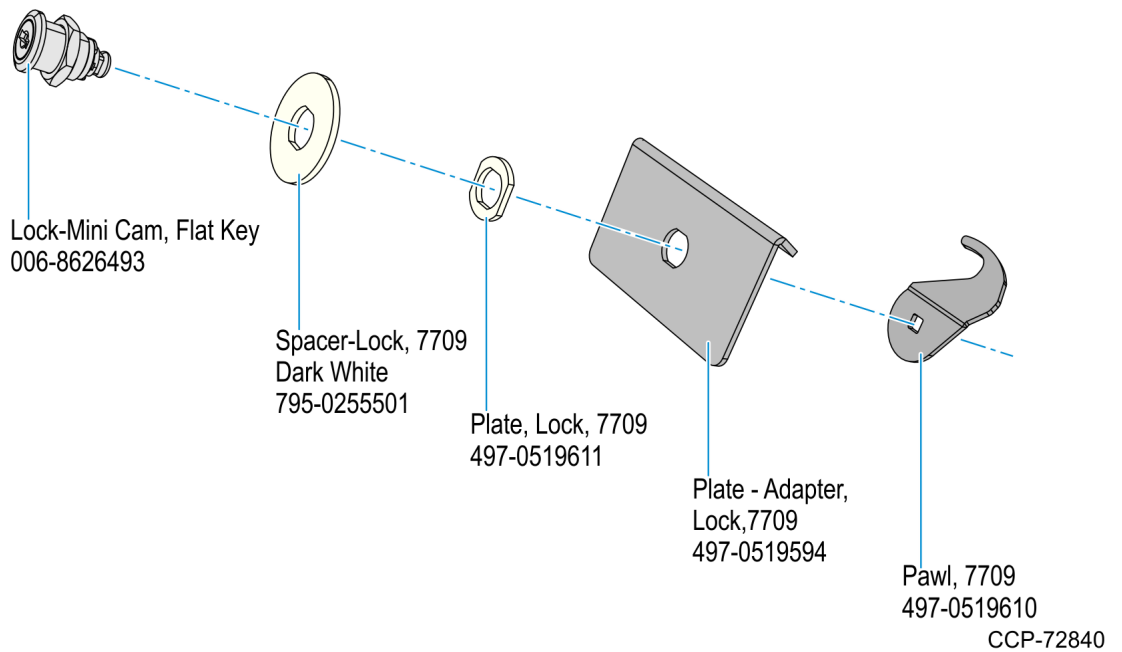 Lock-Mini Cam, Flat Key
006-8626493
Spacer-Lock, 7709
Dark White
795-0255501
Plate, Lock, 7709
497-0519611
Plate - Adapter,
Lock,7709
497-0519594
Pawl, 7709
497-0519610
CCP-72840